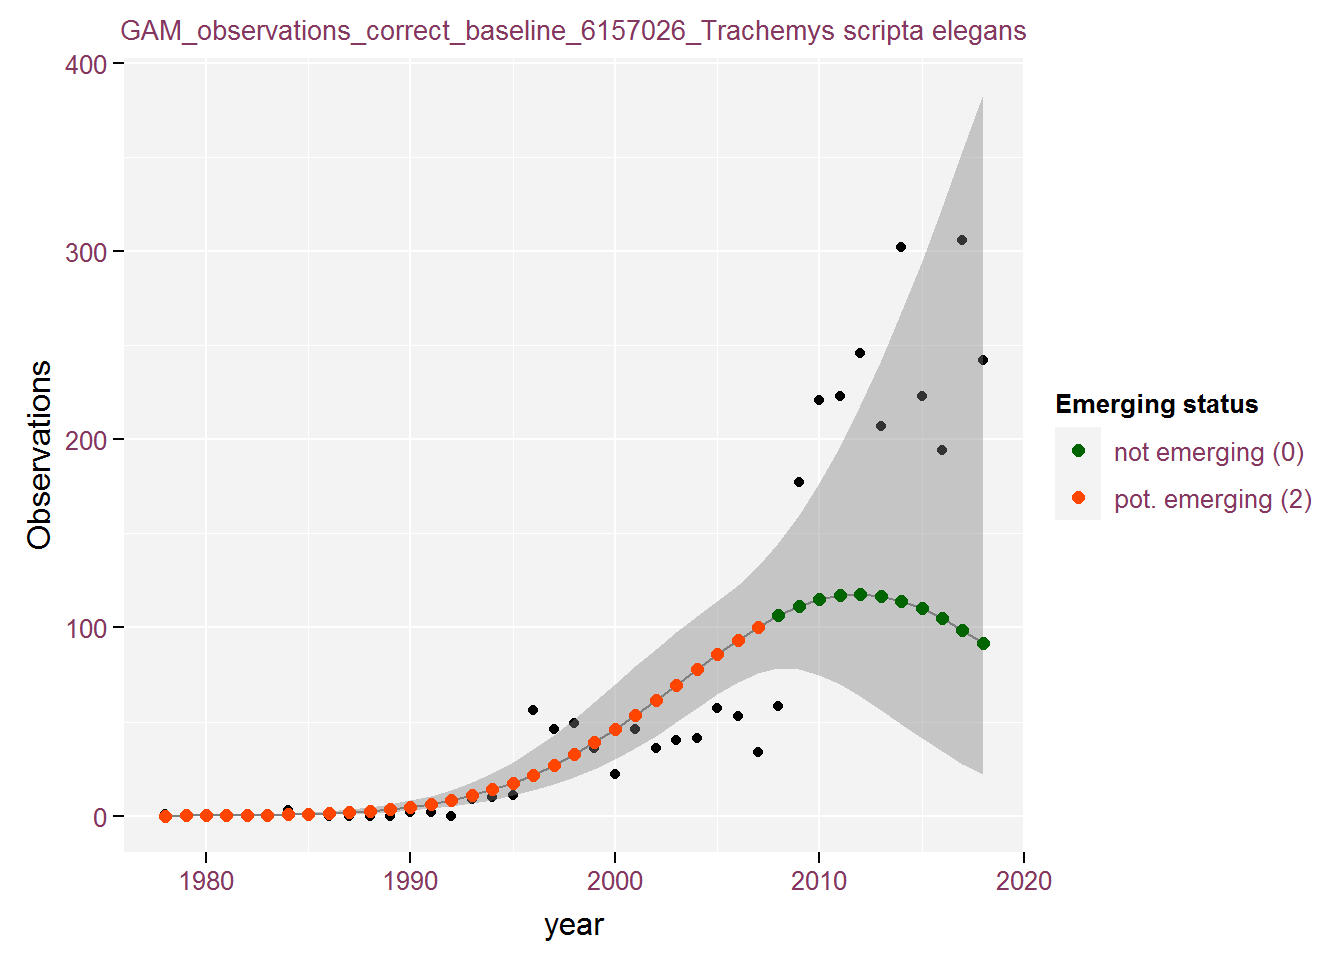 GAM_observations_correct_baseline_6157026_Trachemys scripta elegans
400
300
200
100
0
Observations
1980
1990
2000
2010
2020
year
Emerging status
not emerging (0)
pot. emerging (2)